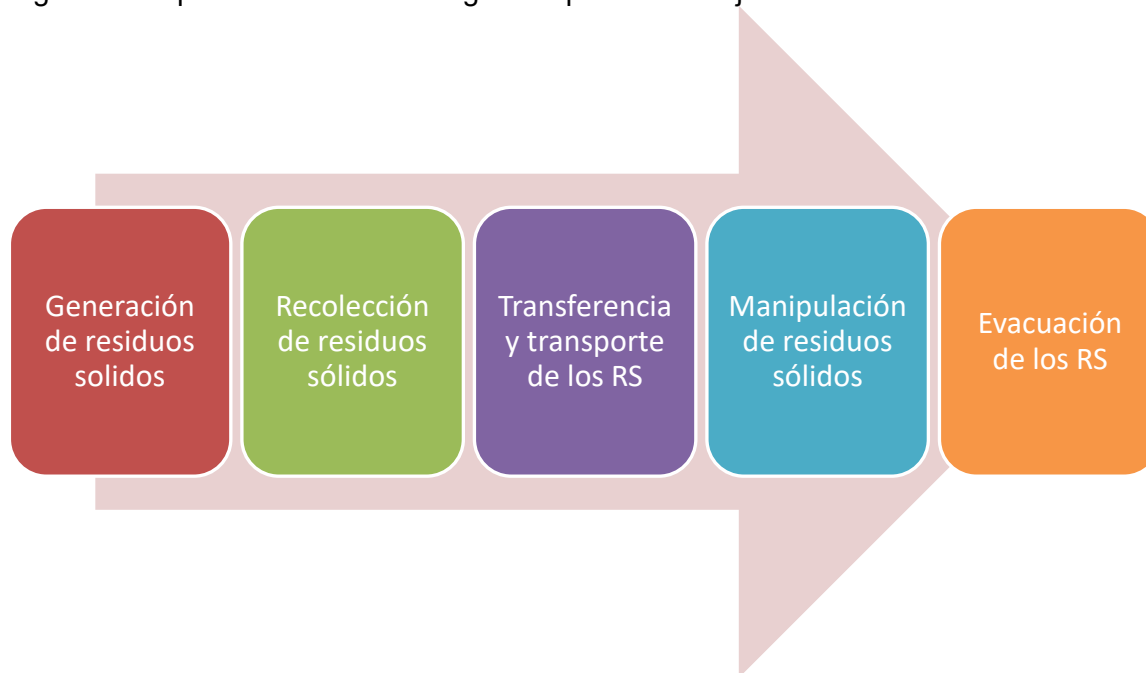 Generación
de residuos
solidos
Recolección
de residuos
sólidos
Transferencia
y transporte
de los RS
Manipulación
de residuos
sólidos
Evacuación
de los RS